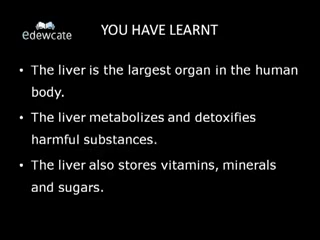 edewcate
YOU HAVE LEARNT
• The liver is the largest organ in the human
body.
• The liver metabolizes and detoxifies
harmful substances.
• The liver also stores vitamins, minerals
and sugars.